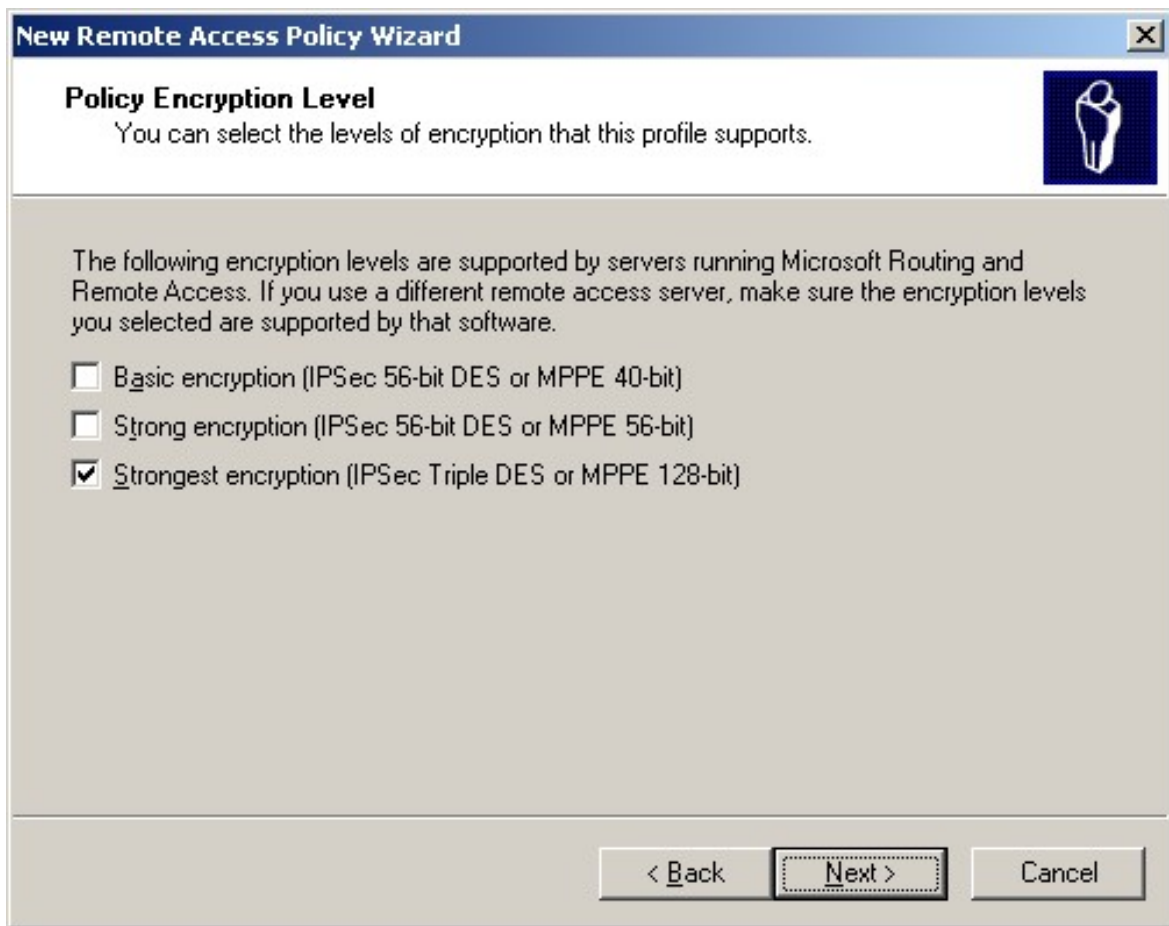 New Remote Access Policy Wizard
Policy Encryption Level
You can select the levels of encryption that this profile supports.
The following encryption levels are supported by servers running Microsoft Routing and
Remote Access. If you use a different remote access server, make sure the encryption levels
you selected are supported by that software.
Basic encryption (IPSec 56-bit DES or MPPE 40-bit)
Strong encryption (IPSec 56-bit DES or MPPE 56-bit)
Strongest encryption (IPSec Triple DES or MPPE 128-bit)
< Back Next > Cancel